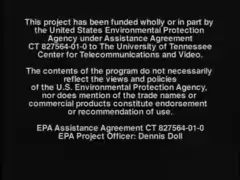 This project has been funded wholly or in part by
the United States Environmental Protection
Agency under Assistance Agreement
CT 827564-01-0 to The University of Tennessee
Center for Telecommunications and Video.
The contents of the program do not necessarily
reflect the views and policies
of the U.S. Environmental Protection Agency,
nor does mention of the trade names or
commercial products constitute endorsement
or recommendation of use.
EPA Assistance Agreement CT 827564-01-0
EPA Project Officer: Dennis Doll